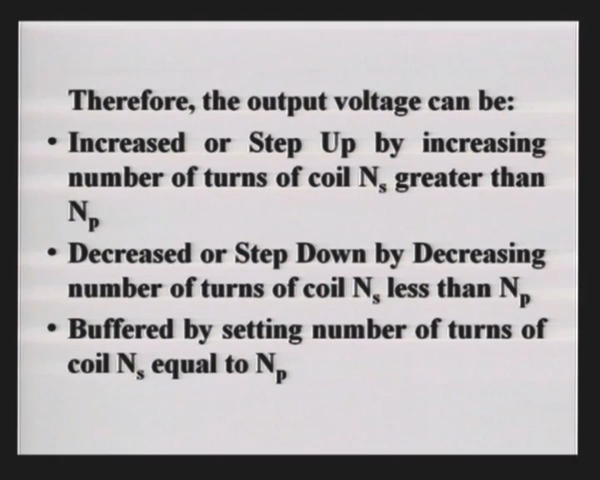 Therefore, the output voltage can be:
• Increased or Step Up by increasing
number of turns of coil Ns greater than
Np
• Decreased or Step Down by Decreasing
number of turns of coil Ns less than Np
• Buffered by setting number of turns of
coil Ns equal to Np